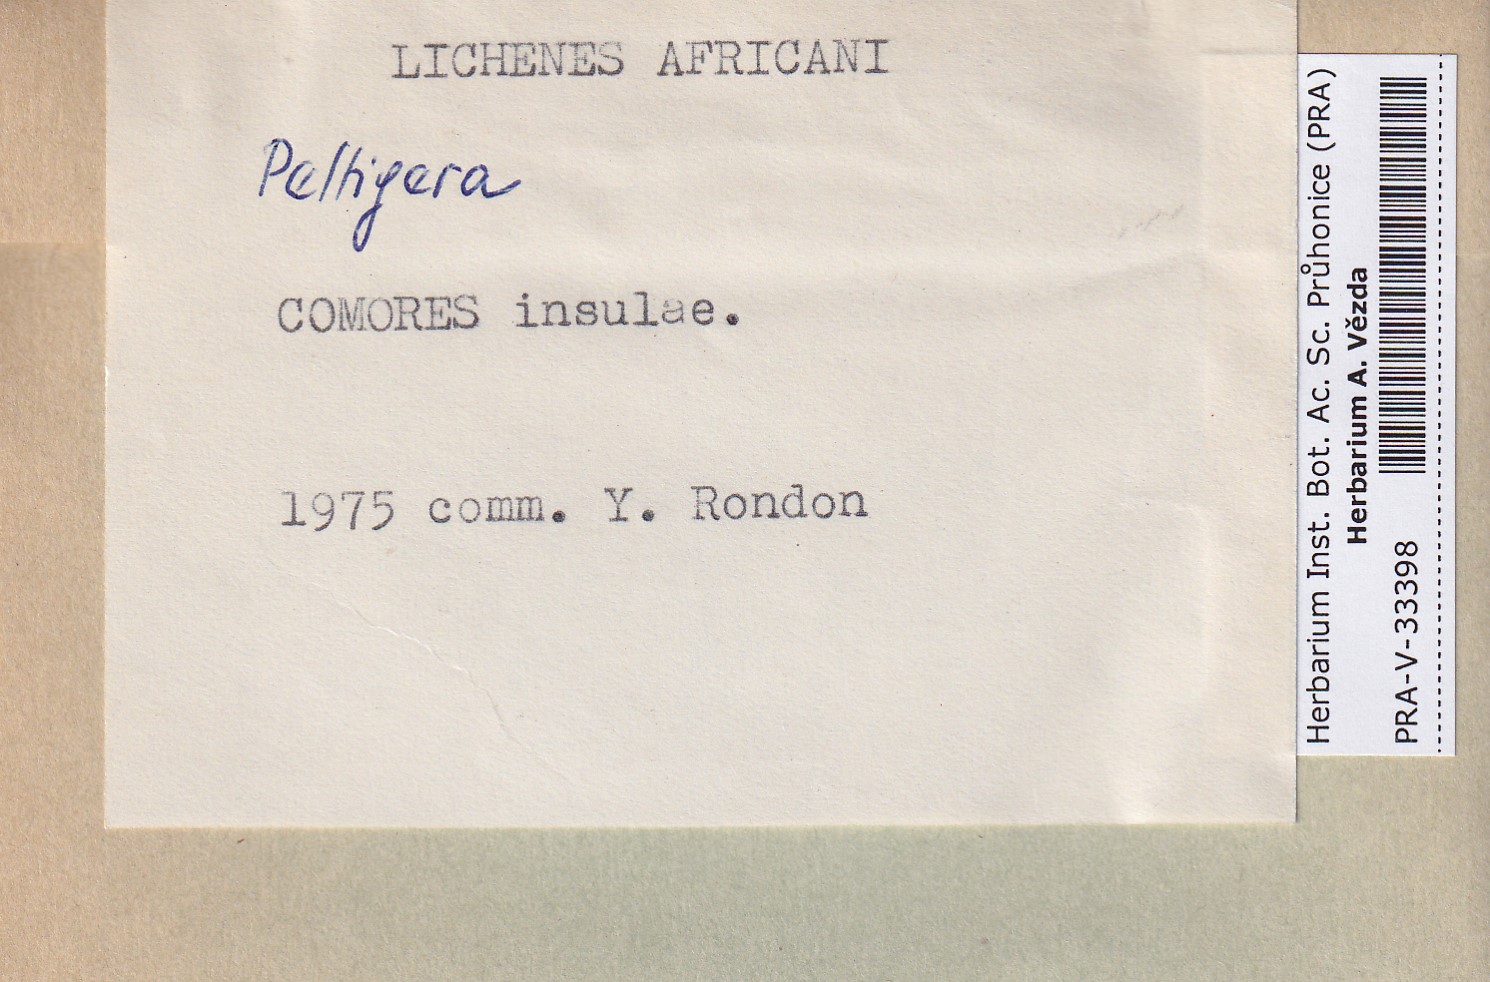 LICHENES AFRICANI
Peltigera
COMORES insulae.
1975 comm. Y. Rondon
Herbarium Inst. Bot. Ac. Sc. Průhonice (PRA)
Herbarium A. Vězda
PRA-V-33398